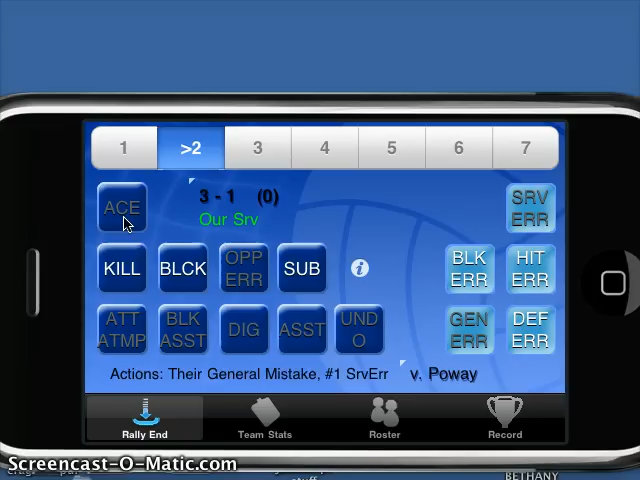 1 >2 3 4 5 6 7
ACE
3 - 1 (0)
Our Srv
SRV ERR
KILL BLCK OPP ERR SUB i BLK ERR HIT ERR
ATT ATMP BLK ASST DIG ASST UND O GEN ERR DEF ERR
Actions: Their General Mistake, #1 SrvErr v. Poway
Rally End Team Stats Roster Record
Screencast-O-Matic.com
stuff
BETHANY